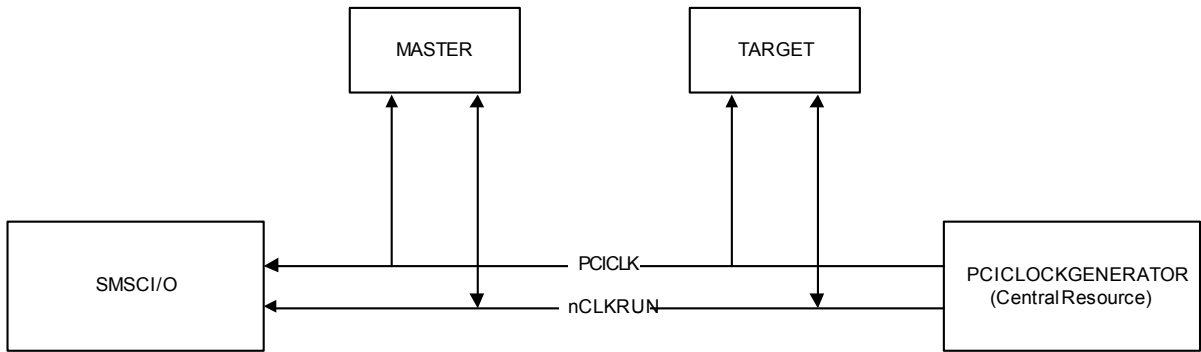 MASTER
TARGET
SMSCI/O
PCICLK
nCLKRUN
PCICLOCKGENERATOR
(CentralResource)